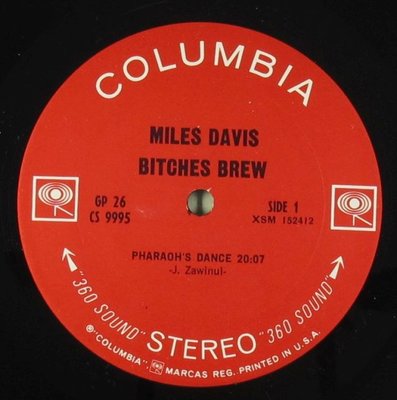 COLUMBIA
MILES DAVIS
BITCHES BREW
GP 26
CS 9995
SIDE 1
XSM 152412
PHARAOH'S DANCE 20:07
-J. Zawinul-
"360 SOUND" STEREO "360 SOUND"
®"COLUMBIA", MARCAS REG. PRINTED IN U.S.A.